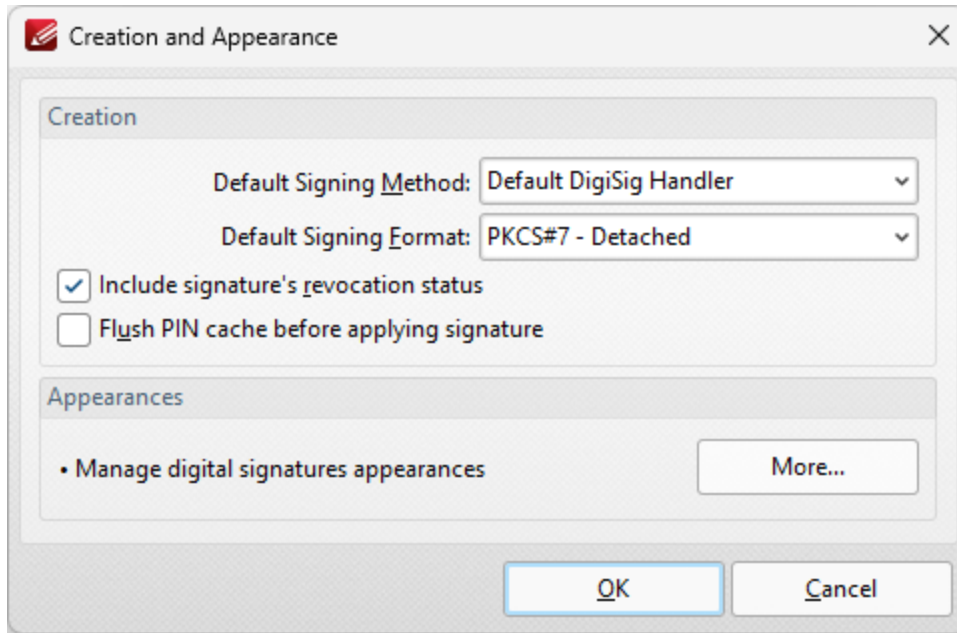 Creation and Appearance
Creation
Default Signing Method: Default DigiSig Handler
Default Signing Format: PKCS#7 - Detached
Include signature's revocation status
Flush PIN cache before applying signature
Appearances
• Manage digital signatures appearances More...
OK Cancel